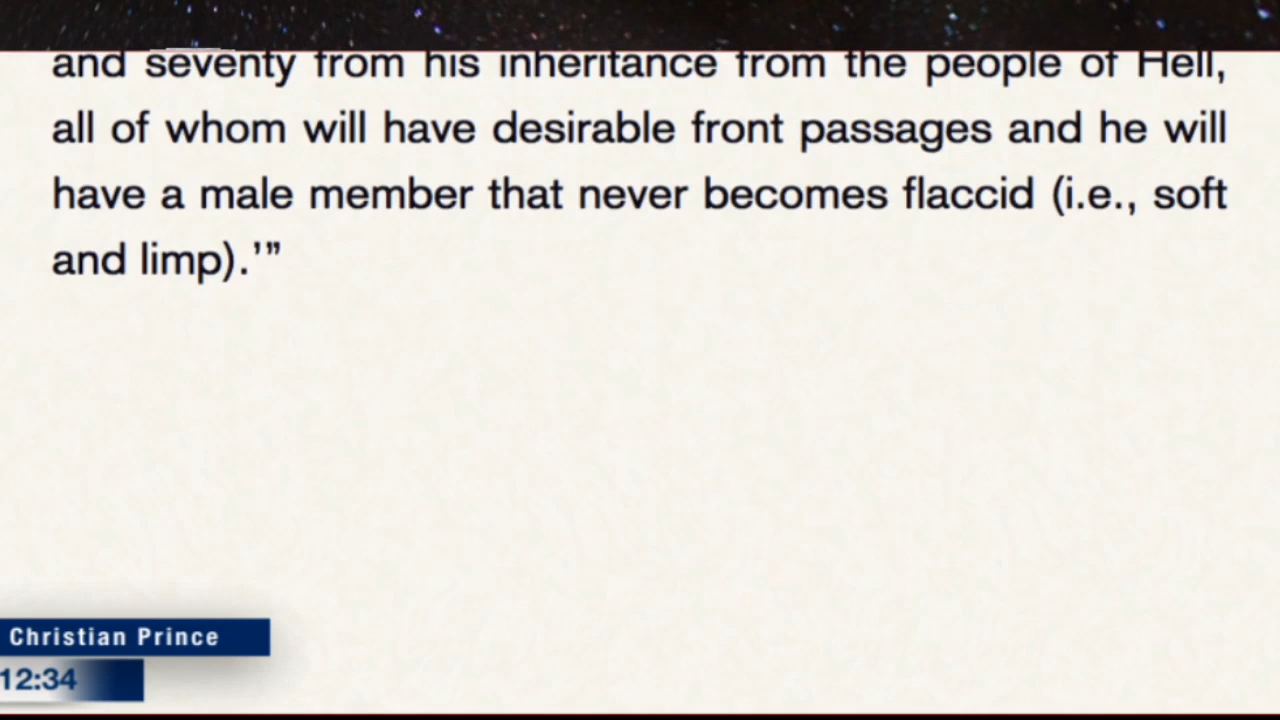 and seventy from his inheritance from the people of Hell,
all of whom will have desirable front passages and he will
have a male member that never becomes flaccid (i.e., soft
and limp).’”
Christian Prince
12:34